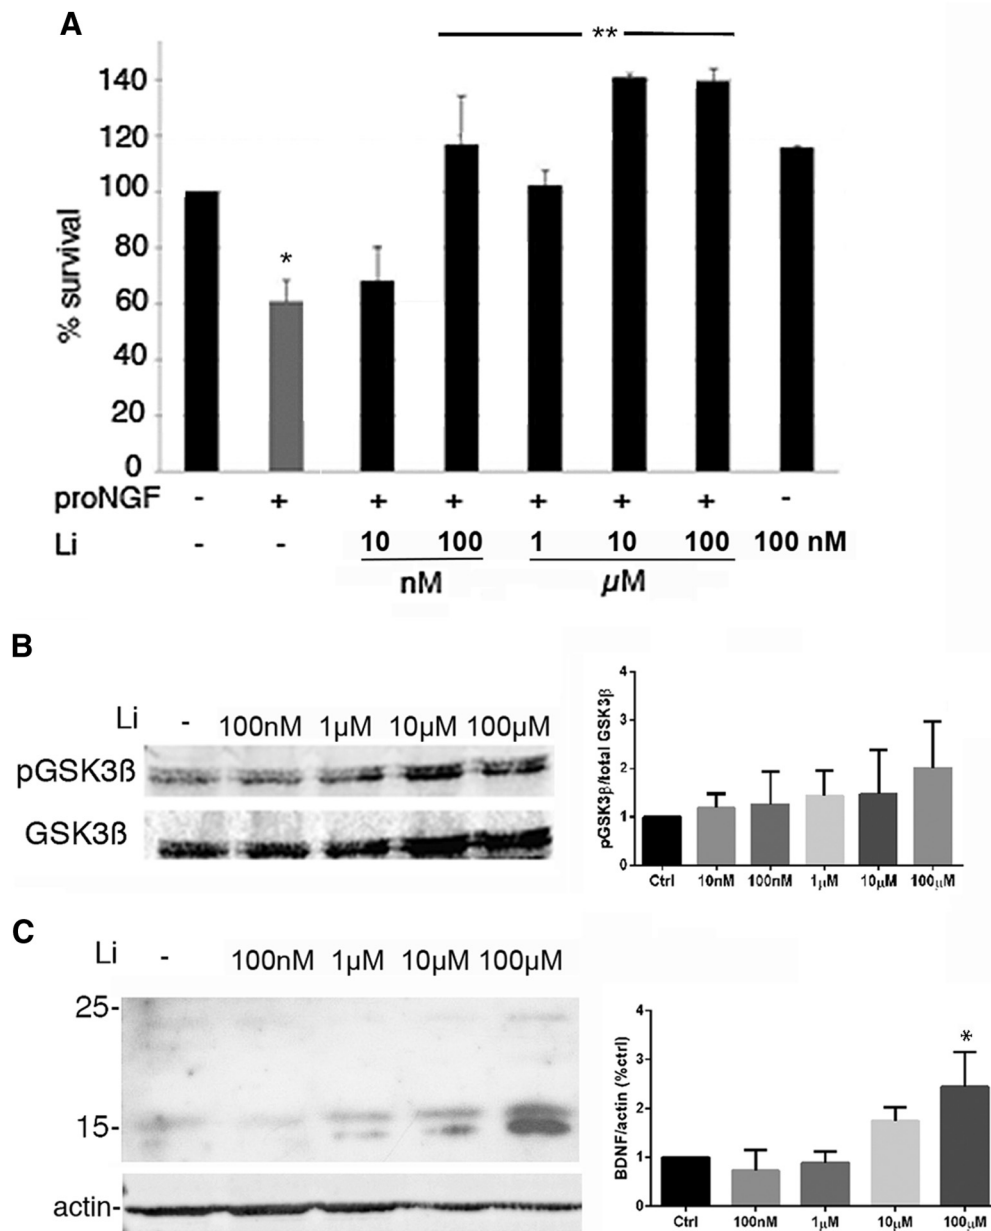 A
**
140
120
100
80
60
40
20
0
% survival
*
proNGF - + + + + + + -
Li - - 10 100 1 10 100 100 nM
nM µM
B
Li - 100nM 1µM 10µM 100µM
pGSK3ß
GSK3ß
pGSK3β/total GSK3β
4
3
2
1
0
Ctrl 10nM 100nM 1µM 10µM 100µM
C
Li - 100nM 1µM 10µM 100µM
25-
15-
actin-
BDNF/actin (%ctrl)
4
3
2
1
0
*
Ctrl 100nM 1µM 10µM 100µM